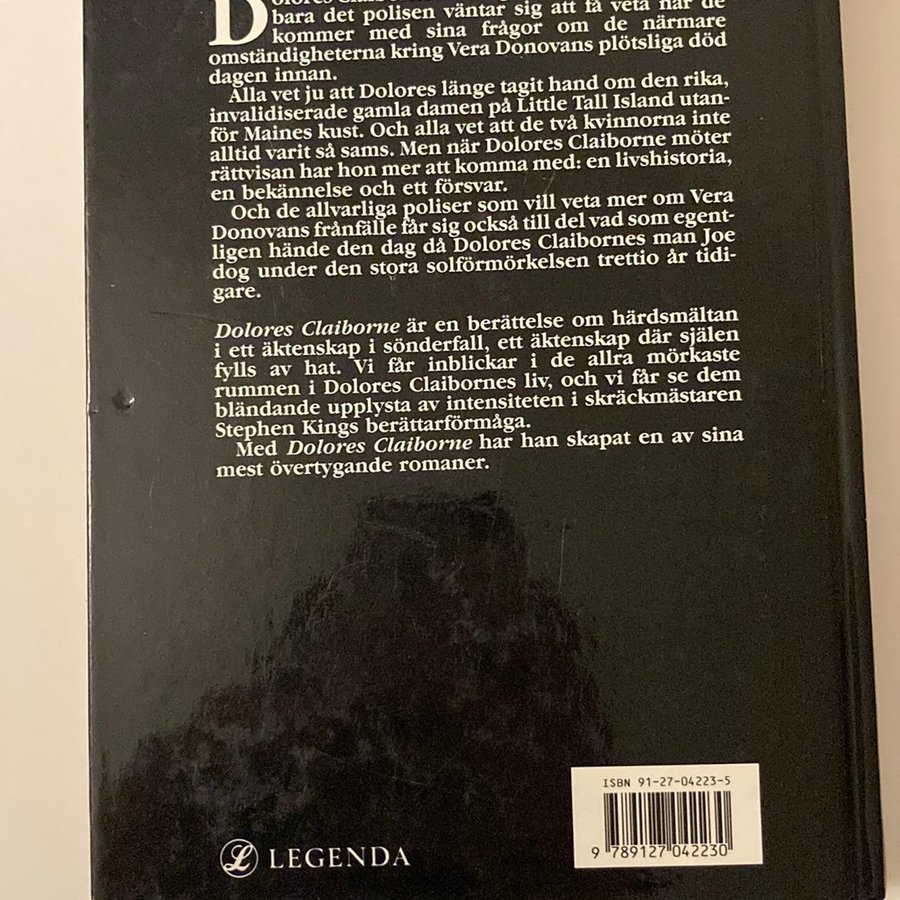 Dolores
bara det polisen väntar sig att få veta när de
kommer med sina frågor om de närmare
omständigheterna kring Vera Donovans plötsliga död
dagen innan.
Alla vet ju att Dolores länge tagit hand om den rika,
invalidiserade gamla damen på Little Tall Island utan-
för Maines kust. Och alla vet att de två kvinnorna inte
alltid varit så sams. Men när Dolores Claiborne möter
rättvisan har hon mer att komma med: en livshistoria,
en bekännelse och ett försvar.
Och de allvarliga poliser som vill veta mer om Vera
Donovans frånfälle får sig också till del vad som egent-
ligen hände den dag då Dolores Claibornes man Joe
dog under den stora solförmörkelsen trettio år tidi-
gare.
Dolores Claiborne är en berättelse om härdsmältan
i ett äktenskap i sönderfall, ett äktenskap där själen
fylls av hat. Vi får inblickar i de allra mörkaste
rummen i Dolores Claibornes liv, och vi får se dem
bländande upplysta av intensiteten i skräckmästaren
Stephen Kings berättarförmåga.
Med Dolores Claiborne har han skapat en av sina
mest övertygande romaner.
ISBN 91-27-04223-5
9 789127 042230
L LEGENDA